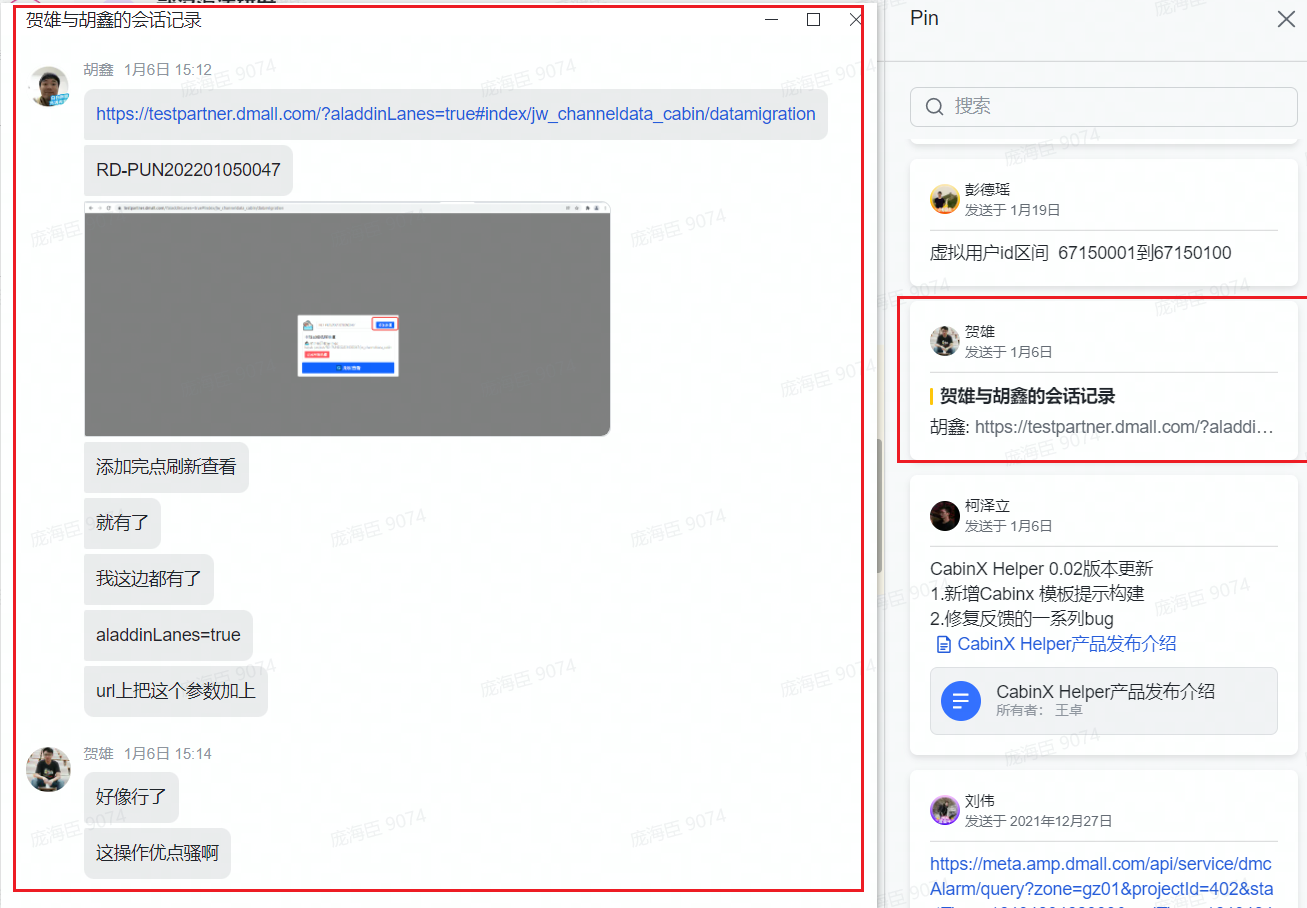 贺雄与胡鑫的会话记录
胡鑫 1月6日 15:12
https://testpartner.dmall.com/?aladdinLanes=true#index/jw_channeldata_cabin/datamigration
RD-PUN202201050047
添加完点刷新查看
就有了
我这边都有了
aladdinLanes=true
url上把这个参数加上
贺雄 1月6日 15:14
好像行了
这操作优点骚啊
Pin
搜索
彭德瑶
发送于 1月19日
虚拟用户id区间 67150001到67150100
贺雄
发送于 1月6日
贺雄与胡鑫的会话记录
胡鑫: https://testpartner.dmall.com/?aladdi…
柯泽立
发送于 1月6日
CabinX Helper 0.02版本更新
1.新增Cabinx 模板提示构建
2.修复反馈的一系列bug
CabinX Helper产品发布介绍
CabinX Helper产品发布介绍
所有者： 王卓
刘伟
发送于 2021年12月27日
https://meta.amp.dmall.com/api/service/dmc
Alarm/query?zone=gz01&projectId=402&sta
庞海臣 9074